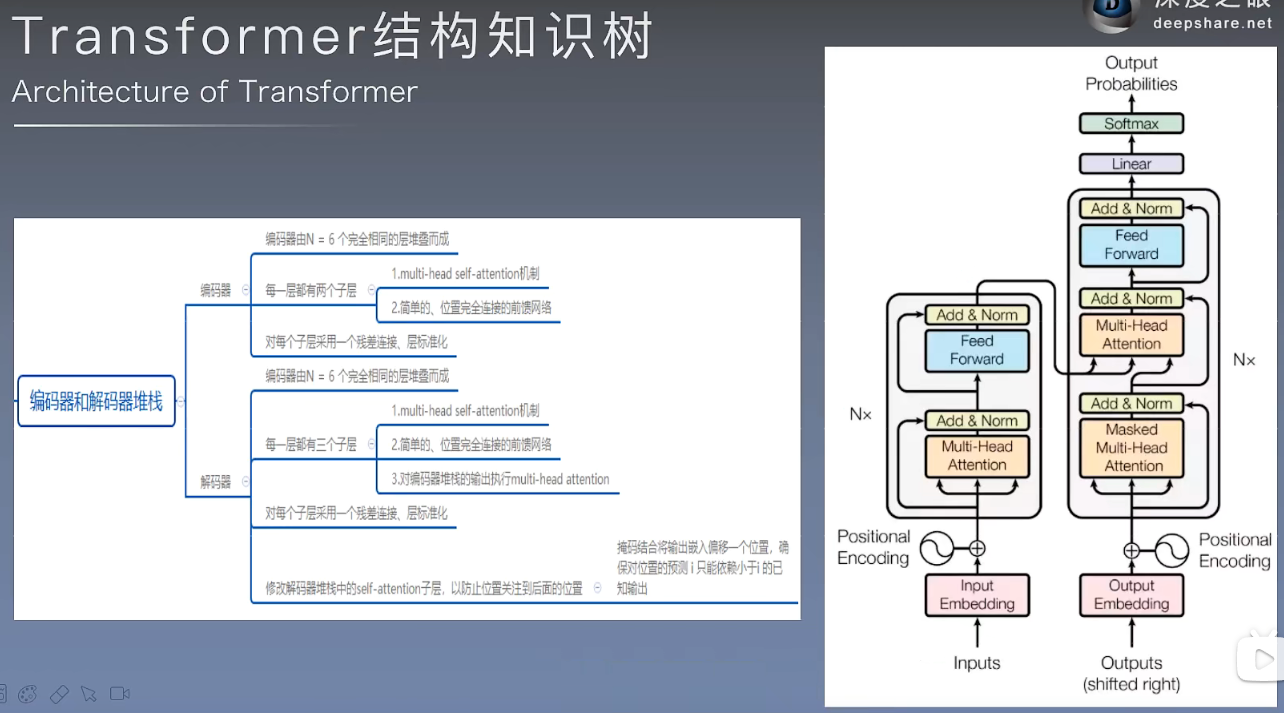 Transformer结构知识树
Architecture of Transformer
deepshare.net
编码器和解码器堆栈
编码器
编码器由N = 6 个完全相同的层堆叠而成
每一层都有两个子层
1.multi-head self-attention机制
2.简单的、位置完全连接的前馈网络
对每个子层采用一个残差连接、层标准化
解码器
编码器由N = 6 个完全相同的层堆叠而成
每一层都有三个子层
1.multi-head self-attention机制
2.简单的、位置完全连接的前馈网络
3.对编码器堆栈的输出执行multi-head attention
对每个子层采用一个残差连接、层标准化
修改解码器堆栈中的self-attention子层，以防止位置关注到后面的位置
掩码结合将输出嵌入偏移一个位置，确
保对位置的预测 i 只能依赖小于i 的已
知输出
Output
Probabilities
Softmax
Linear
Add & Norm
Feed
Forward
Add & Norm
Multi-Head
Attention
Nx
Add & Norm
Masked
Multi-Head
Attention
Positional
Encoding
Output
Embedding
Outputs
(shifted right)
Add & Norm
Feed
Forward
Nx
Add & Norm
Multi-Head
Attention
Positional
Encoding
Input
Embedding
Inputs